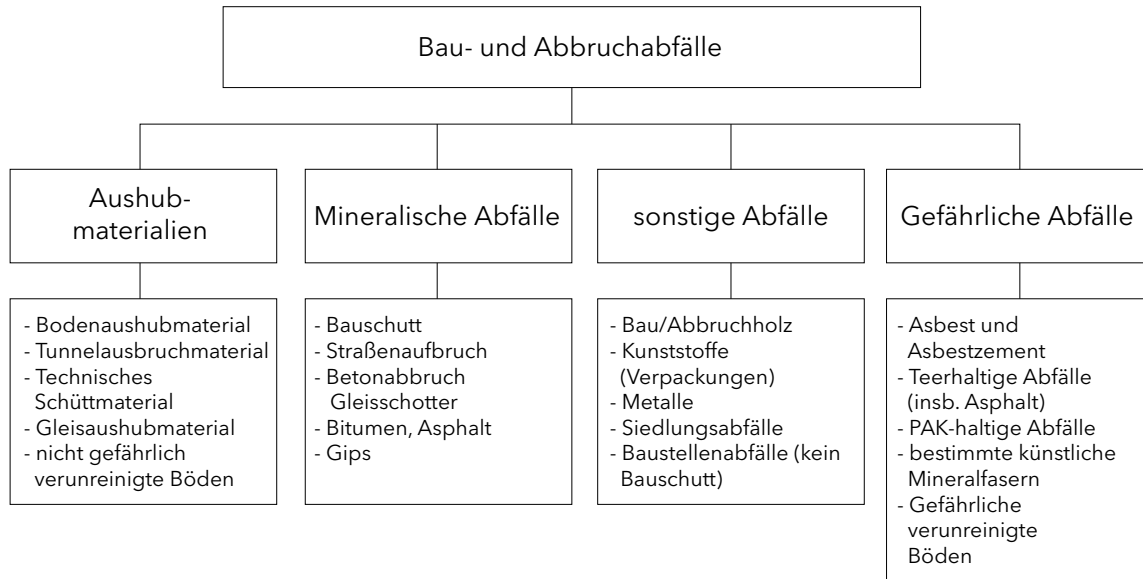 Bau- und Abbruchabfälle
Aushub-
materialien
Mineralische Abfälle
sonstige Abfälle
Gefährliche Abfälle
- Bodenaushubmaterial
- Tunnelausbruchmaterial
- Technisches
Schüttmaterial
- Gleisaushubmaterial
- nicht gefährlich
verunreinigte Böden
- Bauschutt
- Straßenaufbruch
- Betonabbruch
Gleisschotter
- Bitumen, Asphalt
- Gips
- Bau/Abbruchholz
- Kunststoffe
(Verpackungen)
- Metalle
- Siedlungsabfälle
- Baustellenabfälle (kein
Bauschutt)
- Asbest und
Asbestzement
- Teerhaltige Abfälle
(insb. Asphalt)
- PAK-haltige Abfälle
- bestimmte künstliche
Mineralfasern
- Gefährliche
verunreinigte
Böden